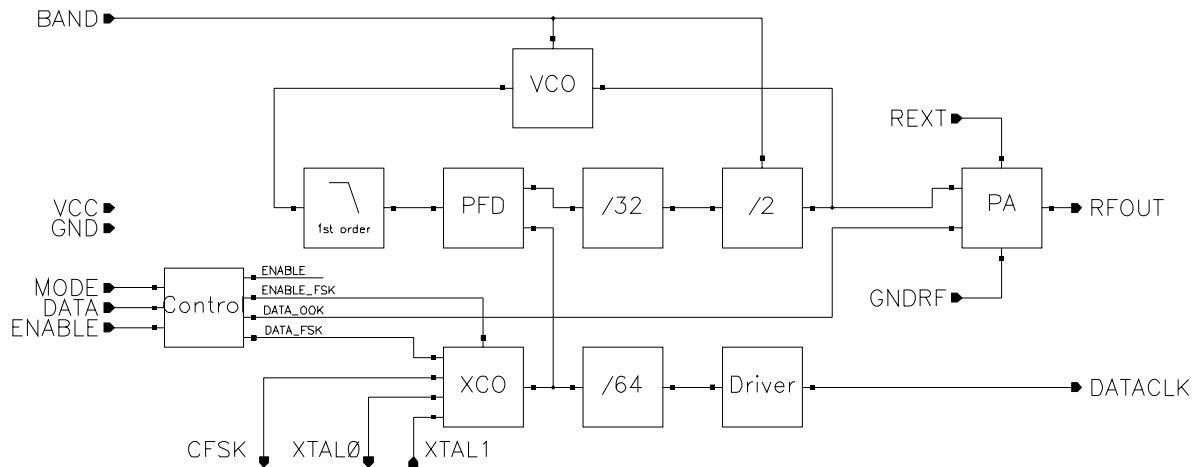 BAND
VCO
REXT
1st order
PFD
/32
/2
PA
RFOUT
VCC
GND
GNDRF
MODE
DATA
ENABLE
Control
ENABLE
ENABLE_FSK
DATA_OOK
DATA_FSK
XCO
/64
Driver
DATACLK
CFSK
XTALØ
XTAL1